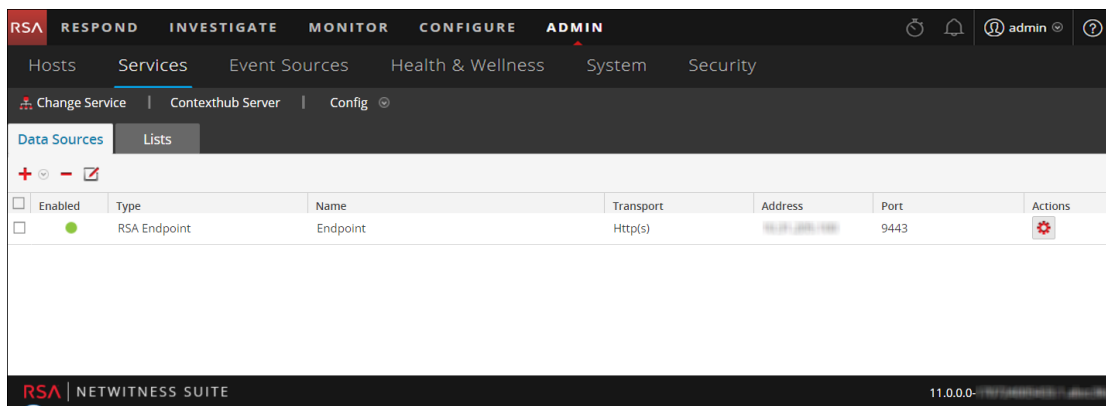 RSA RESPOND INVESTIGATE MONITOR CONFIGURE ADMIN admin ?
Hosts Services Event Sources Health & Wellness System Security
Change Service | Contexthub Server | Config
Data Sources Lists
Enabled Type Name Transport Address Port Actions
RSA Endpoint Endpoint Http(s) 9443
RSA | NETWITNESS SUITE 11.0.0.0-